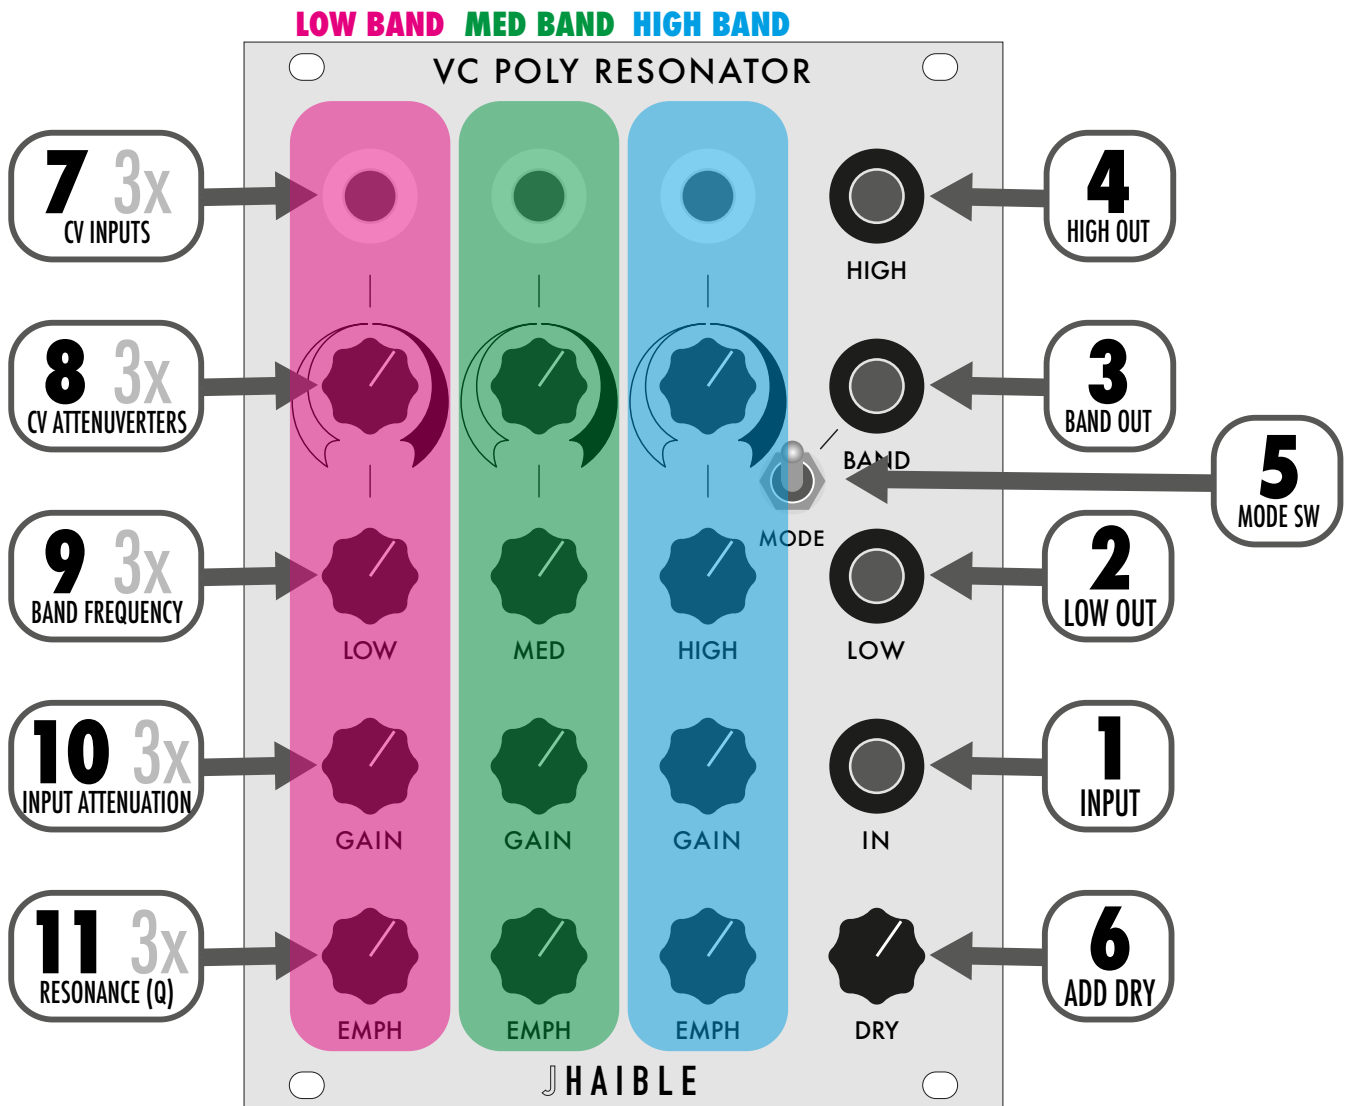 LOW BAND MED BAND HIGH BAND
VC POLY RESONATOR
7 3x
CV INPUTS
4
HIGH OUT
HIGH
8 3x
CV ATTENUVERTERS
3
BAND OUT
BAND
5
MODE SW
MODE
9 3x
BAND FREQUENCY
2
LOW OUT
LOW MED HIGH LOW
10 3x
INPUT ATTENUATION
1
INPUT
GAIN GAIN GAIN IN
11 3x
RESONANCE (Q)
6
ADD DRY
EMPH EMPH EMPH DRY
JHAIBLE